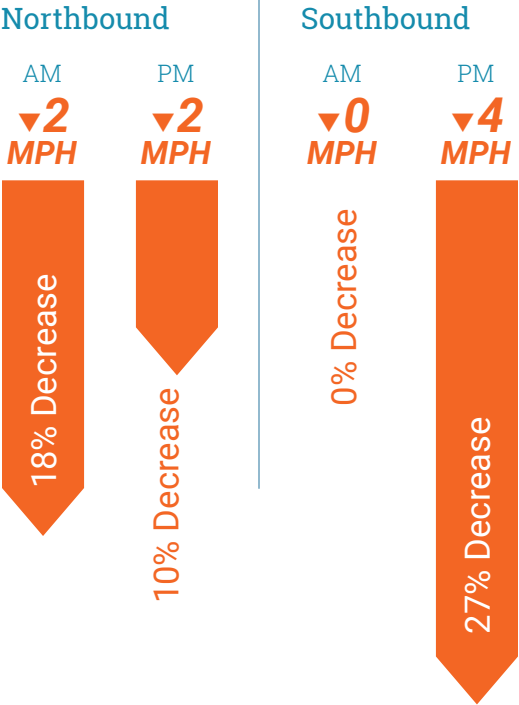 Northbound
AM
▼2
MPH
18% Decrease
PM
▼2
MPH
10% Decrease
Southbound
AM
▼0
MPH
0% Decrease
PM
▼4
MPH
27% Decrease